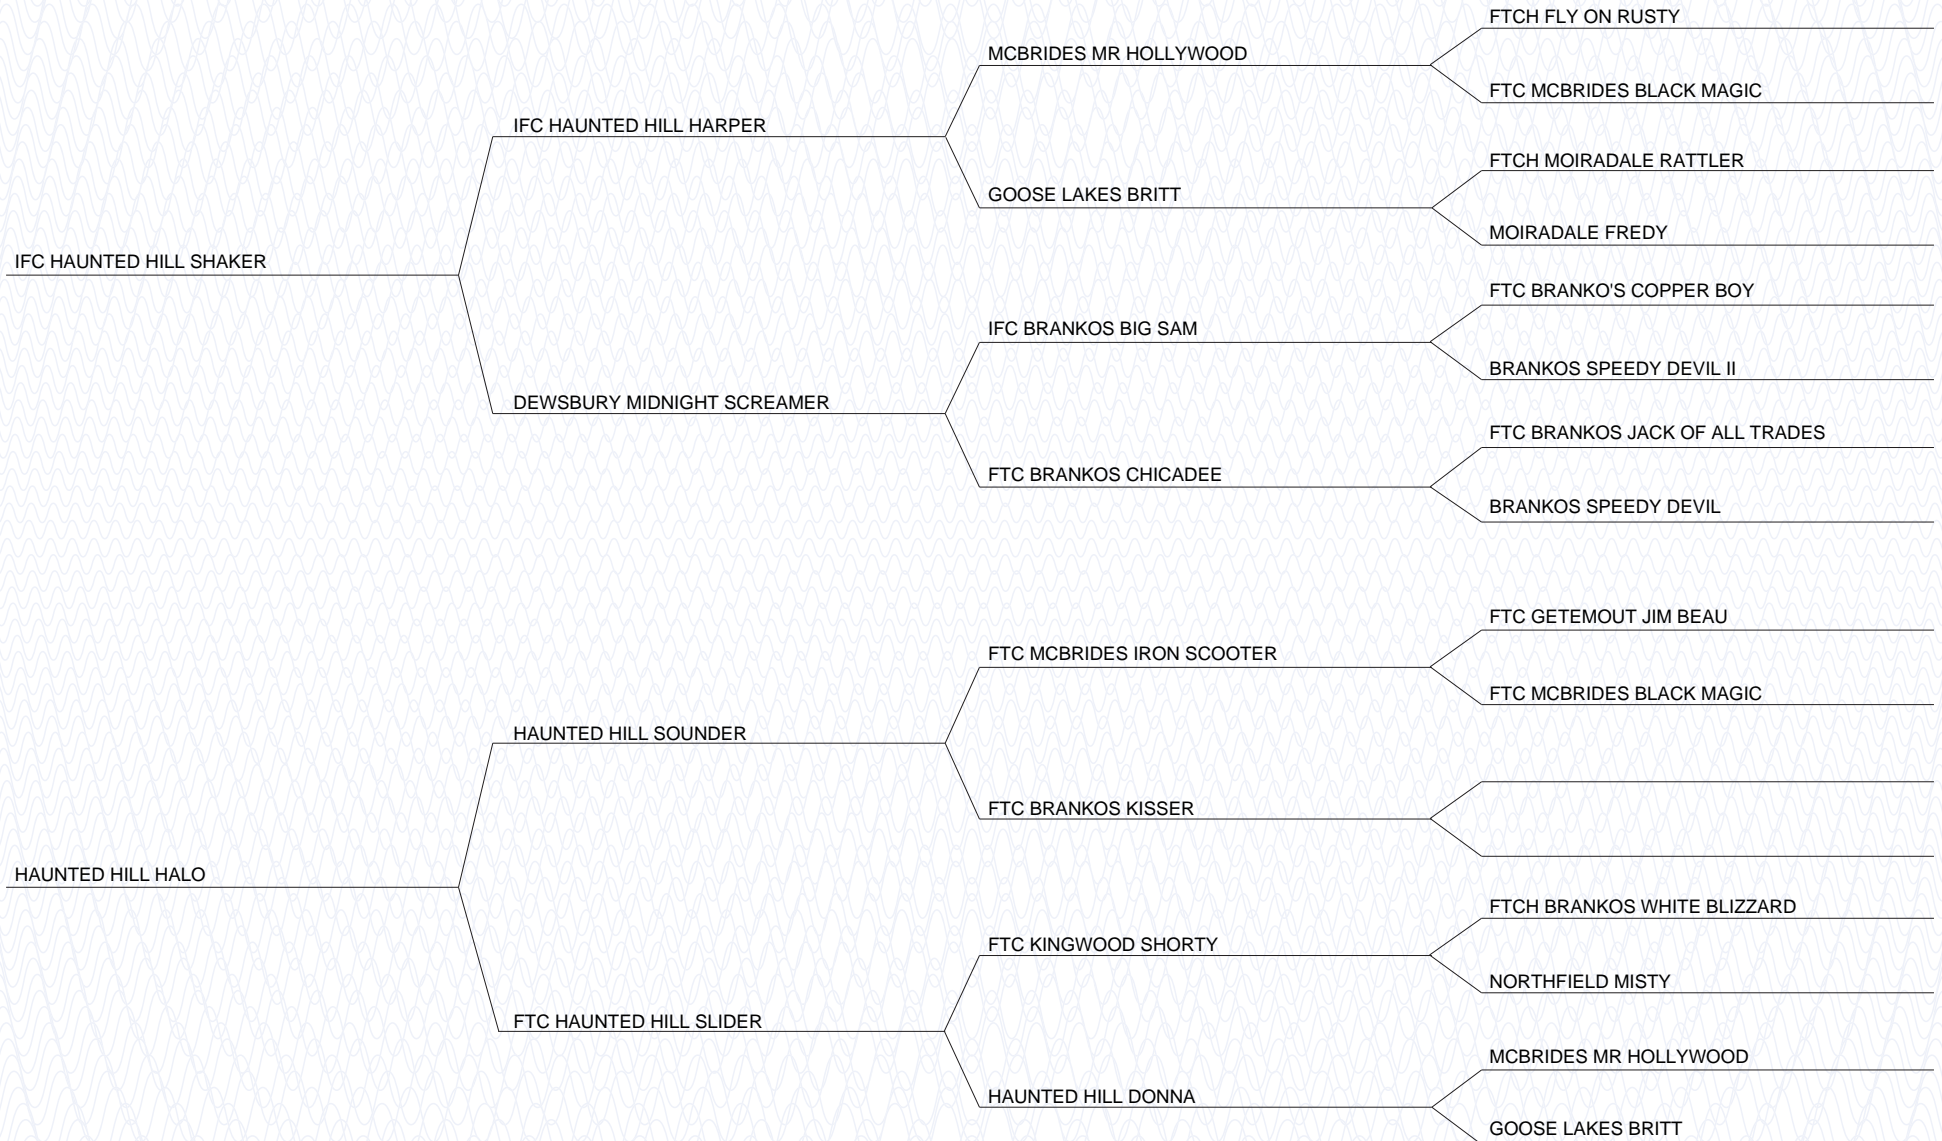 FTCH FLY ON RUSTY
MCBRIDES MR HOLLYWOOD
FTC MCBRIDES BLACK MAGIC
IFC HAUNTED HILL HARPER
FTCH MOIRADALE RATTLER
GOOSE LAKES BRITT
MOIRADALE FREDY
IFC HAUNTED HILL SHAKER
FTC BRANKO'S COPPER BOY
IFC BRANKOS BIG SAM
BRANKOS SPEEDY DEVIL II
DEWSBURY MIDNIGHT SCREAMER
FTC BRANKOS JACK OF ALL TRADES
FTC BRANKOS CHICADEE
BRANKOS SPEEDY DEVIL
FTC GETEMOUT JIM BEAU
FTC MCBRIDES IRON SCOOTER
FTC MCBRIDES BLACK MAGIC
HAUNTED HILL SOUNDER
FTC BRANKOS KISSER
HAUNTED HILL HALO
FTCH BRANKOS WHITE BLIZZARD
FTC KINGWOOD SHORTY
NORTHFIELD MISTY
FTC HAUNTED HILL SLIDER
MCBRIDES MR HOLLYWOOD
HAUNTED HILL DONNA
GOOSE LAKES BRITT